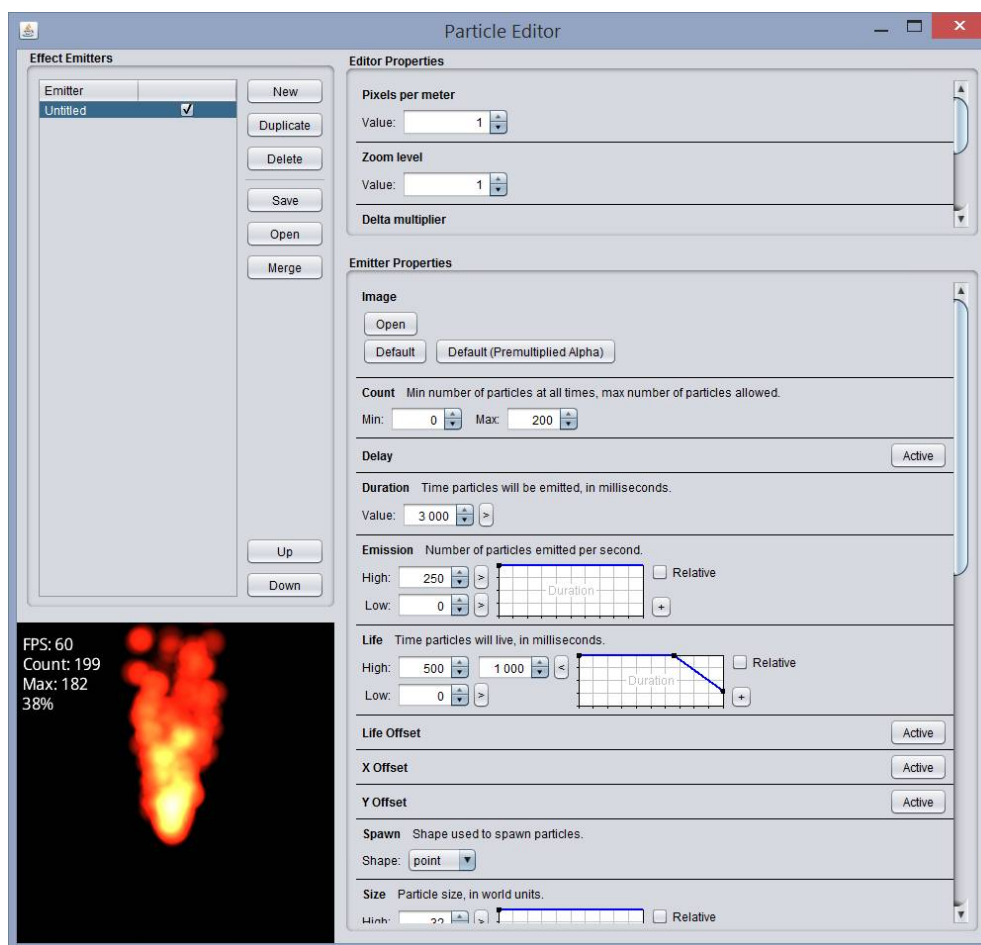 Particle Editor
Effect Emitters
Emitter
Untitled
New
Duplicate
Delete
Save
Open
Merge
Up
Down
FPS: 60
Count: 199
Max: 182
38%
Editor Properties
Pixels per meter
Value: 1
Zoom level
Value: 1
Delta multiplier
Emitter Properties
Image
Open
Default Default (Premultiplied Alpha)
Count Min number of particles at all times, max number of particles allowed.
Min: 0 Max: 200
Delay Active
Duration Time particles will be emitted, in milliseconds.
Value: 3 000 >
Emission Number of particles emitted per second.
High: 250 > Duration Relative
Low: 0 > +
Life Time particles will live, in milliseconds.
High: 500 1 000 < Duration Relative
Low: 0 > +
Life Offset Active
X Offset Active
Y Offset Active
Spawn Shape used to spawn particles.
Shape: point
Size Particle size, in world units.
High: 32 > Relative